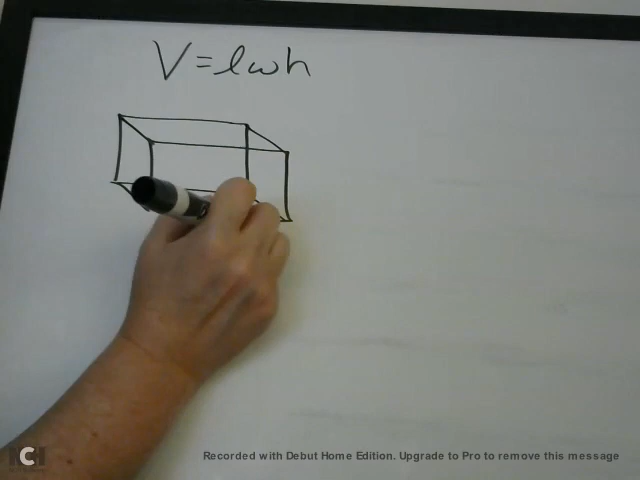 V = lwh
Recorded with Debut Home Edition. Upgrade to Pro to remove this message